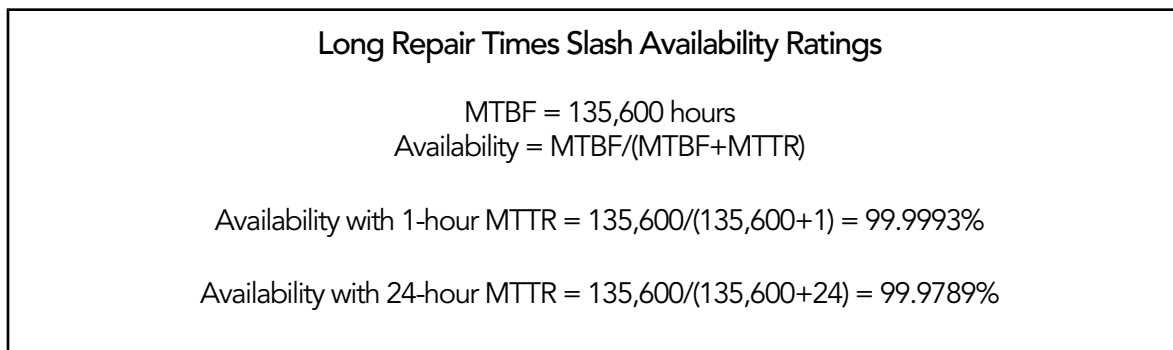 Long Repair Times Slash Availability Ratings
MTBF = 135,600 hours
Availability = MTBF/(MTBF+MTTR)
Availability with 1-hour MTTR = 135,600/(135,600+1) = 99.9993%
Availability with 24-hour MTTR = 135,600/(135,600+24) = 99.9789%